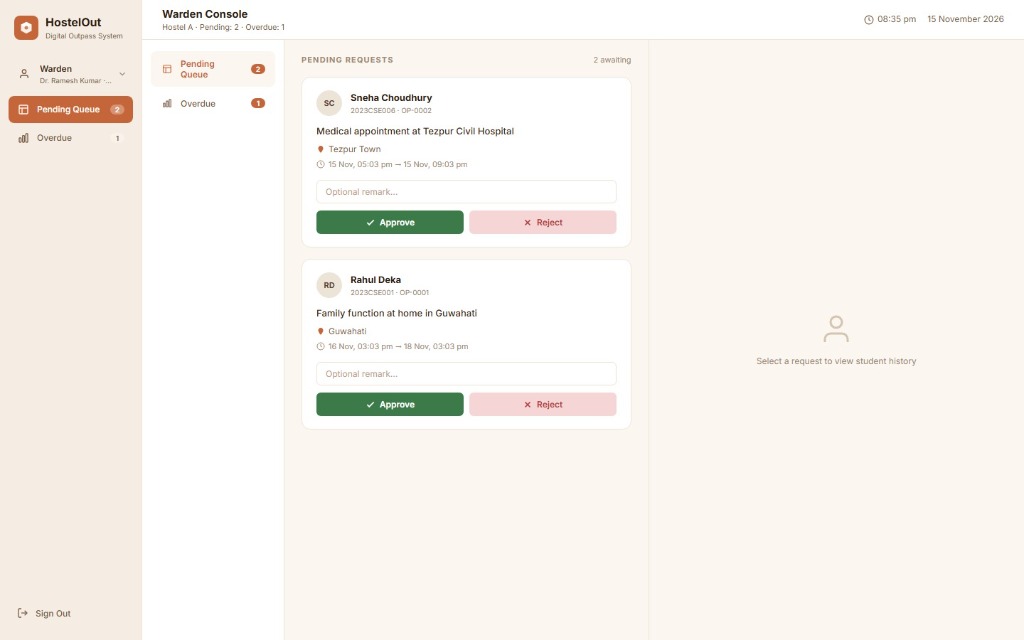 HostelOut
Digital Outpass System
Warden
Dr. Ramesh Kumar ·...
Pending Queue 2
Overdue 1
Sign Out
Warden Console
Hostel A · Pending: 2 · Overdue: 1
08:35 pm 15 November 2026
Pending
Queue 2
Overdue 1
PENDING REQUESTS 2 awaiting
SC Sneha Choudhury
2023CSE006 · OP-0002
Medical appointment at Tezpur Civil Hospital
Tezpur Town
15 Nov, 05:03 pm → 15 Nov, 09:03 pm
Optional remark...
Approve Reject
RD Rahul Deka
2023CSE001 · OP-0001
Family function at home in Guwahati
Guwahati
16 Nov, 03:03 pm → 18 Nov, 03:03 pm
Optional remark...
Approve Reject
Select a request to view student history